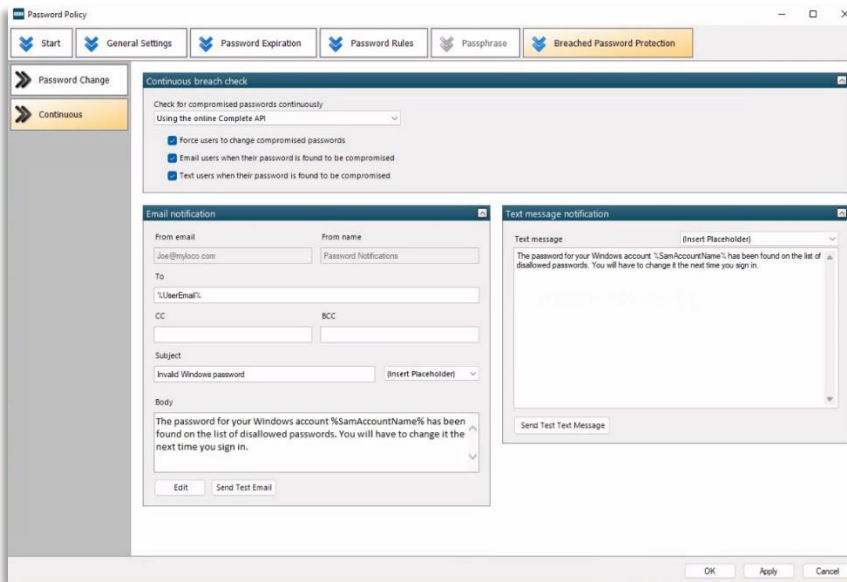 Password Policy
Start
General Settings
Password Expiration
Password Rules
Passphrase
Breached Password Protection
Password Change
Continuous
Continuous breach check
Check for compromised passwords continuously
Using the online Complete API
Force users to change compromised passwords
Email users when their password is found to be compromised
Text users when their password is found to be compromised
Email notification
From email
From name
Joe@myloco.com
Password Notifications
To
%UserEmail%
CC
BCC
Subject
Invalid Windows password
(Insert Placeholder)
Body
The password for your Windows account %SamAccountName% has been
found on the list of disallowed passwords. You will have to change it the
next time you sign in.
Edit
Send Test Email
Text message notification
Text message
(Insert Placeholder)
The password for your Windows account %SamAccountName% has been found on the list of
disallowed passwords. You will have to change it the next time you sign in.
Send Test Text Message
OK
Apply
Cancel